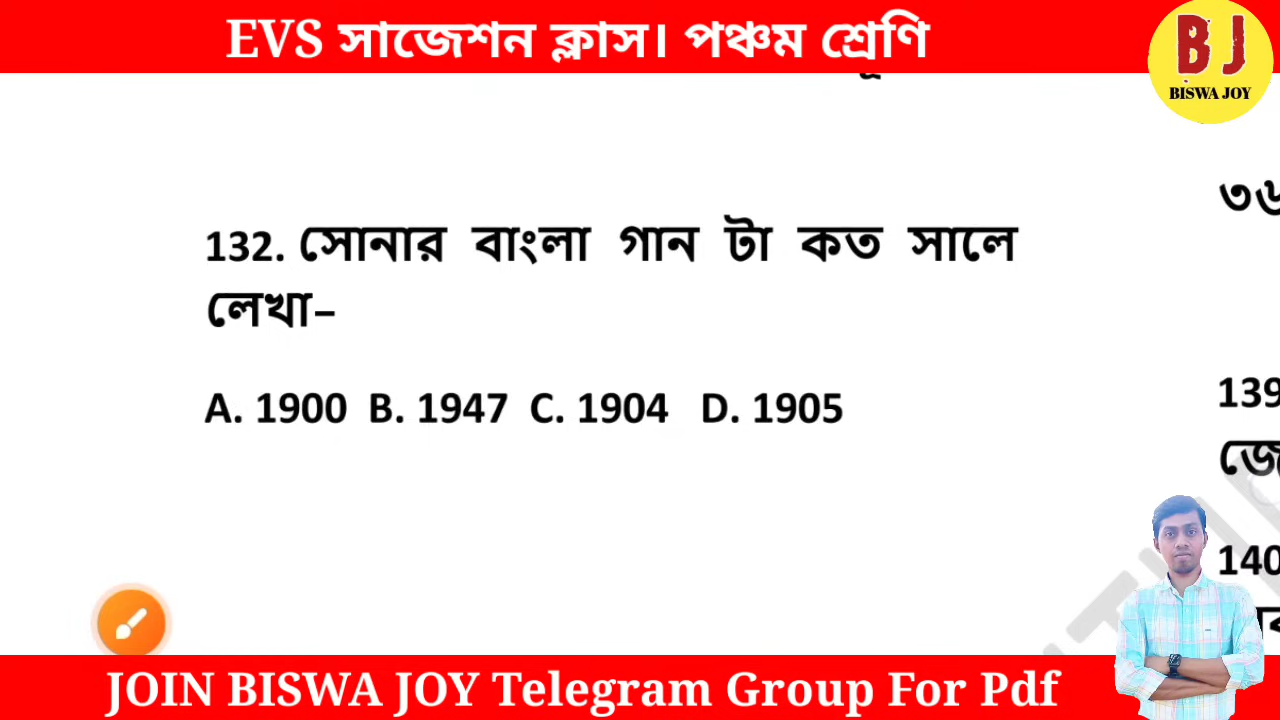 EVS সাজেশন ক্লাস। পঞ্চম শ্রেণি
B J
BISWA JOY
132. সোনার বাংলা গান টা কত সালে
লেখা–
A. 1900 B. 1947 C. 1904 D. 1905
139
140
JOIN BISWA JOY Telegram Group For Pdf